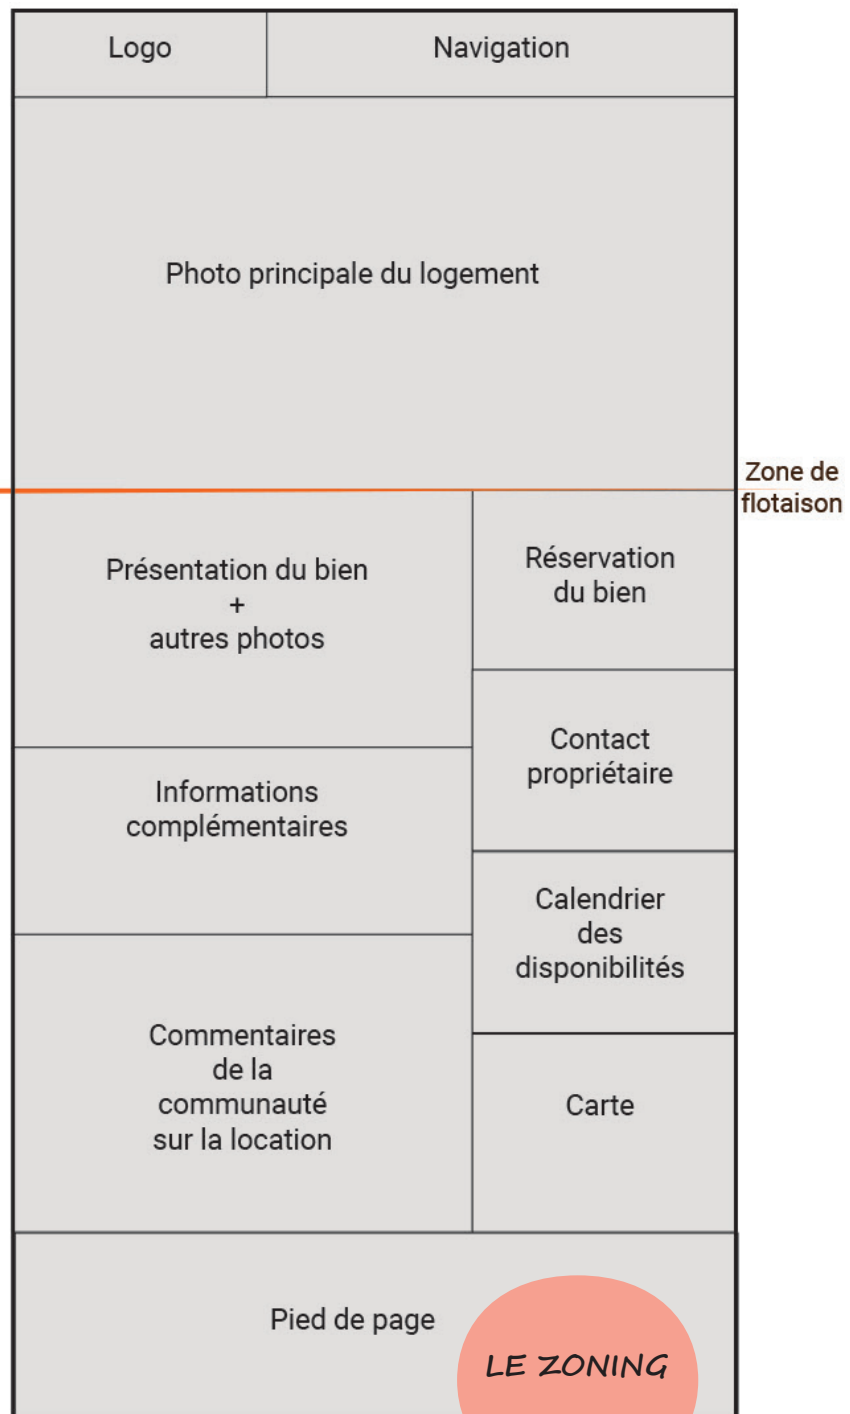 Logo
Navigation
Photo principale du logement
Zone de
flotaison
Présentation du bien
+
autres photos
Réservation
du bien
Contact
propriétaire
Informations
complémentaires
Calendrier
des
disponibilités
Commentaires
de la
communauté
sur la location
Carte
Pied de page
LE ZONING